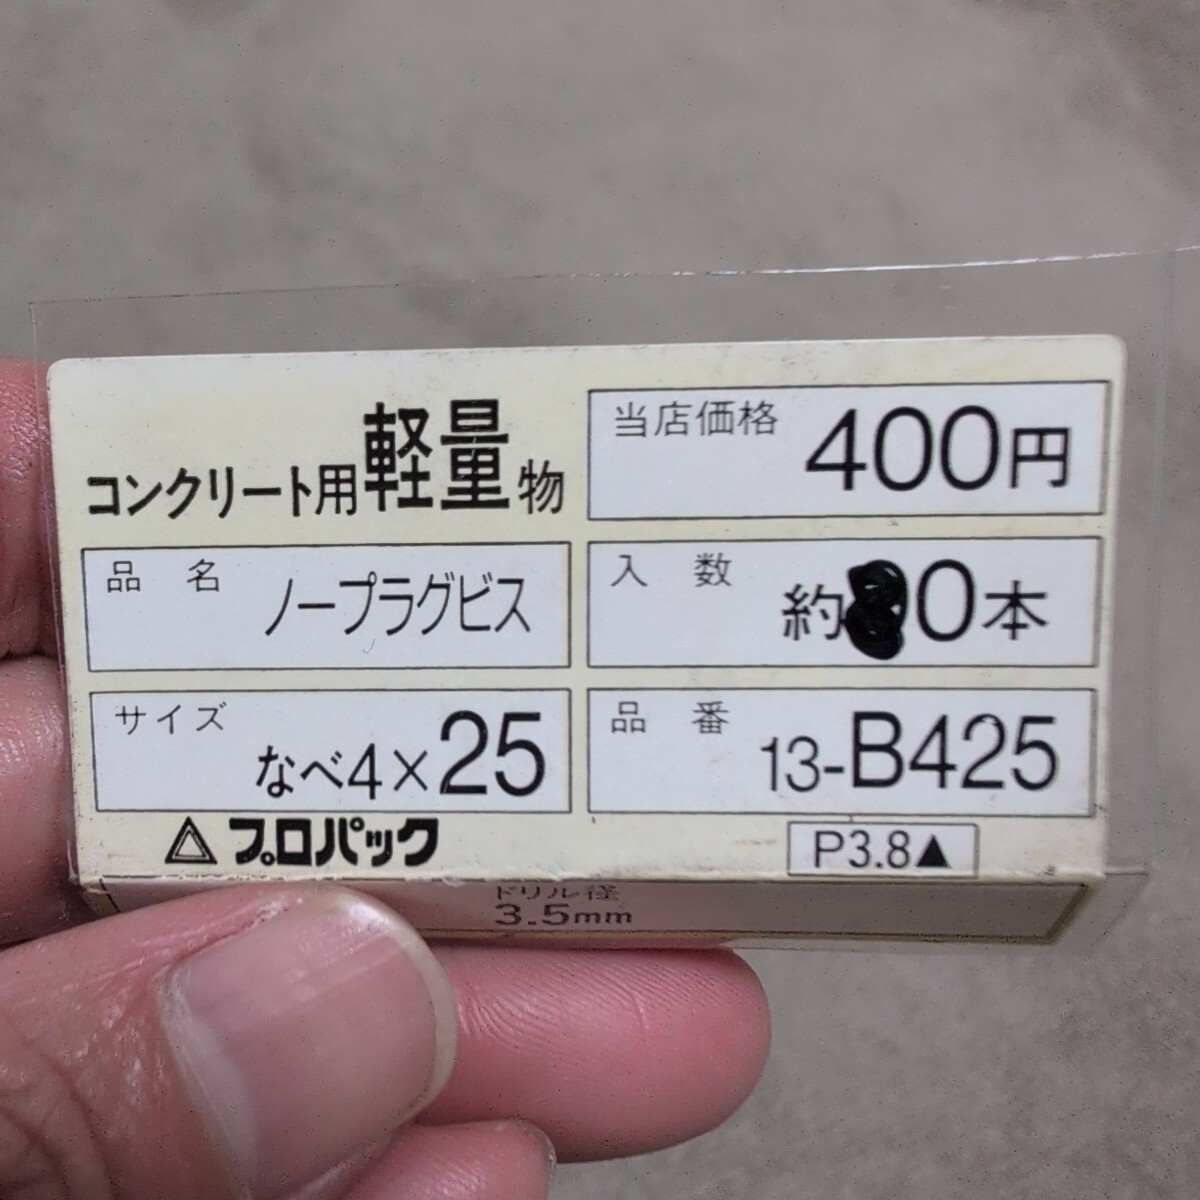 コンクリート用軽量物
当店価格 400円
品名 ノープラグビス
入数 約0本
サイズ なべ4×25
品番 13-B425
プロパック
P3.8▲
ドリル径
3.5mm